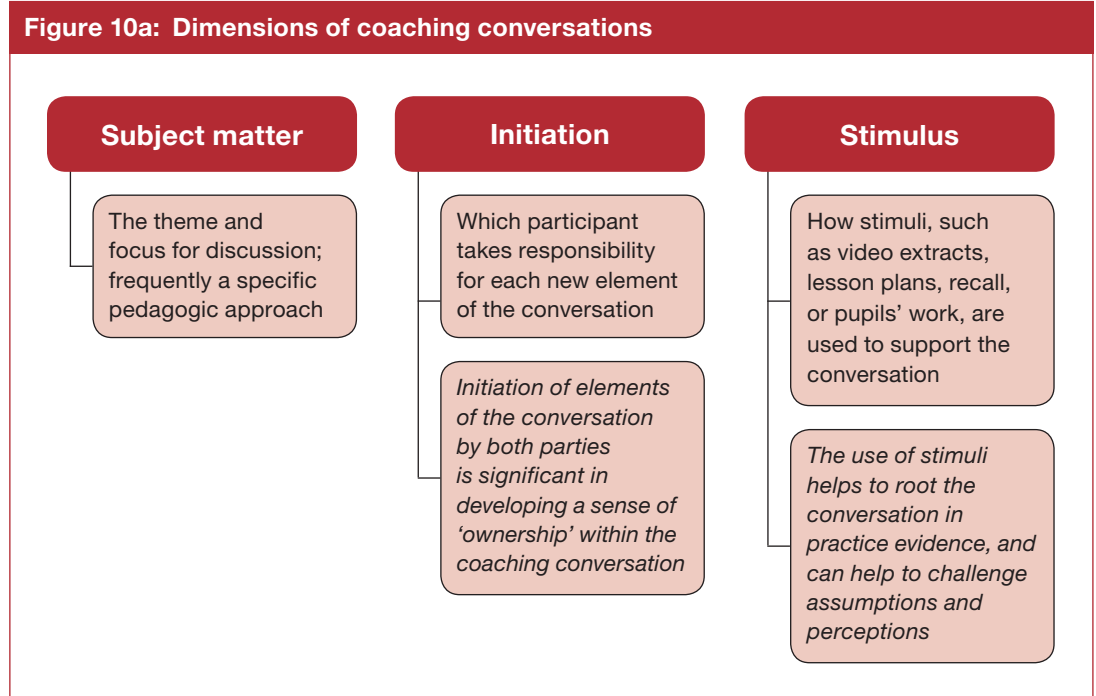 Figure 10a: Dimensions of coaching conversations
Subject matter
The theme and
focus for discussion;
frequently a specific
pedagogic approach
Initiation
Which participant
takes responsibility
for each new element
of the conversation
Initiation of elements
of the conversation
by both parties
is significant in
developing a sense of
‘ownership’ within the
coaching conversation
Stimulus
How stimuli, such
as video extracts,
lesson plans, recall,
or pupils’ work, are
used to support the
conversation
The use of stimuli
helps to root the
conversation in
practice evidence, and
can help to challenge
assumptions and
perceptions